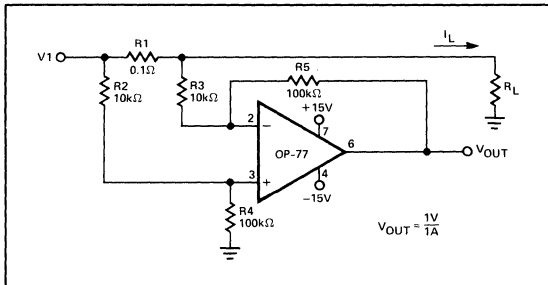 V1
R1
0.1Ω
I_L
R2
10kΩ
R3
10kΩ
R5
100kΩ
R_L
+15V
2
−
7
OP-77
6
V_OUT
3
+
4
−15V
R4
100kΩ
V_OUT = 1V/1A